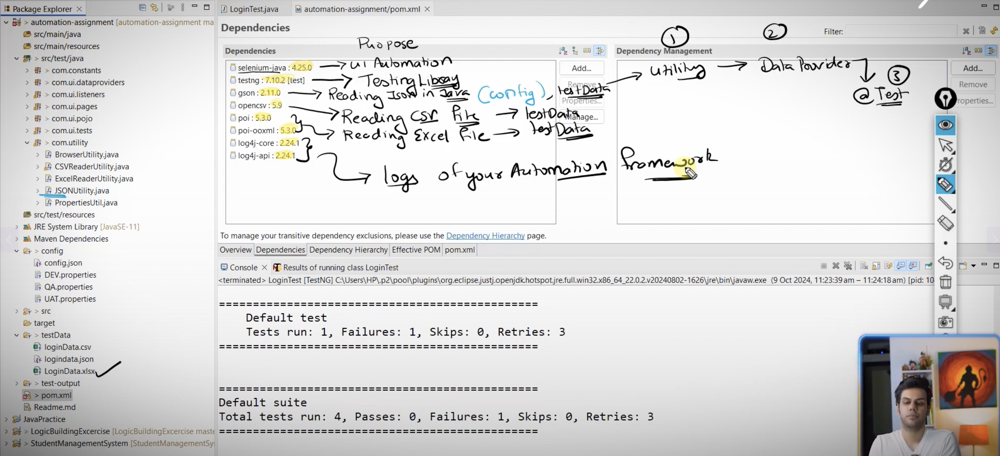 Package Explorer
automation-assignment [automation-assignment ma
src/main/java
src/main/resources
> src/test/java
> com.constants
> com.ui.dataproviders
> com.ui.listeners
> com.ui.pages
> com.ui.pojo
> com.ui.tests
> com.utility
BrowserUtility.java
CSVReaderUtility.java
ExcelReaderUtility.java
JSONUtility.java
PropertiesUtil.java
src/test/resources
JRE System Library [JavaSE-11]
Maven Dependencies
> config
config.json
DEV.properties
QA.properties
UAT.properties
> src
target
> testData
loginData.csv
logindata.json
LoginData.xlsx
> test-output
> pom.xml
Readme.md
JavaPractice
> LogicBuildingExcercise [LogicBuildingExcercise maste
> StudentManagementSystem [StudentManagementSy
LoginTest.java
automation-assignment/pom.xml
Dependencies
Filter:
Propose
1
2
Dependencies
Dependency Management
selenium-java : 4.25.0 → UI Automation
testng : 7.10.2 [test] → Testing Library
gson : 2.11.0 → Reading Json in Java (config), testData → Utility → DataProvider
3
@Test
opencsv : 5.9 → Reading CSV File → testData
poi : 5.3.0
poi-ooxml : 5.3.0 → Reading Excel File → testData
log4j-core : 2.24.1
log4j-api : 2.24.1
→ logs of your Automation framework
Add...
Remove
Properties...
Manage...
Add...
Remove
roperties...
To manage your transitive dependency exclusions, please use the Dependency Hierarchy page.
Overview Dependencies Dependency Hierarchy Effective POM pom.xml
Console Results of running class LoginTest
<terminated> LoginTest [TestNG] C:\Users\HP\.p2\pool\plugins\org.eclipse.justj.openjdk.hotspot.jre.full.win32.x86_64_22.0.2.v20240802-1626\jre\bin\javaw.exe (9 Oct 2024, 11:23:39 am – 11:24:18 am) [pid: 10
===============================================
Default test
Tests run: 1, Failures: 1, Skips: 0, Retries: 3
===============================================
===============================================
Default suite
Total tests run: 4, Passes: 0, Failures: 1, Skips: 0, Retries: 3
===============================================